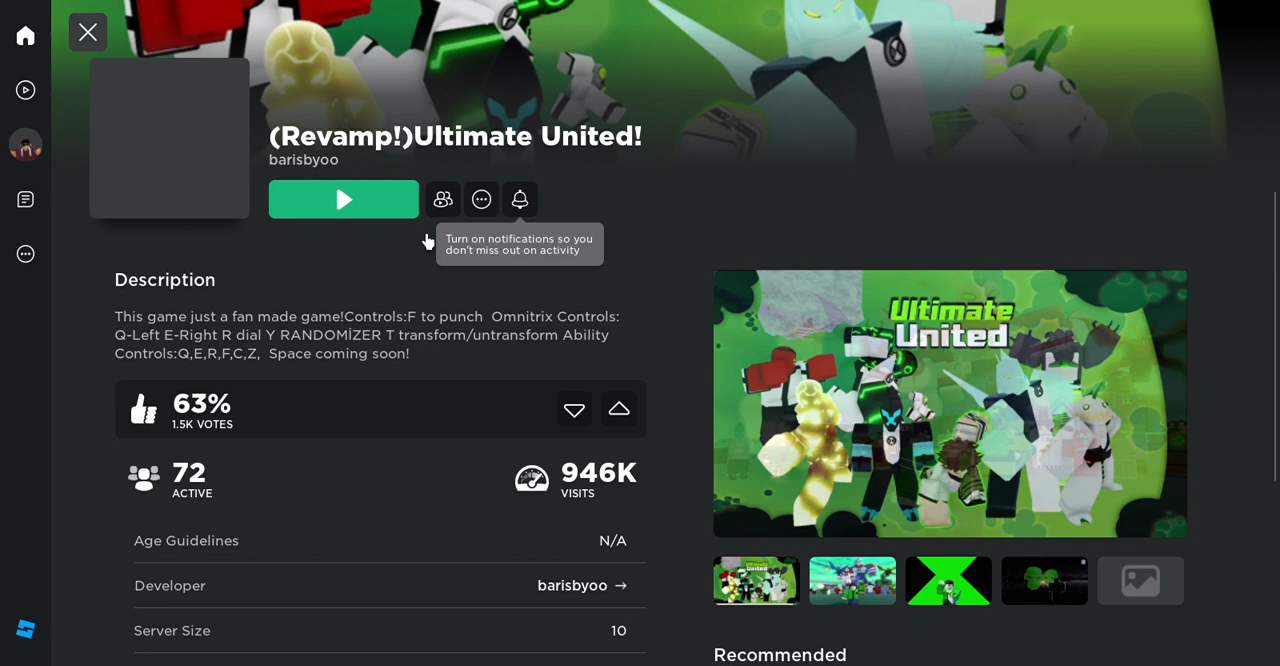 (Revamp!)Ultimate United!
barisbyoo
Turn on notifications so you
don't miss out on activity
Description
This game just a fan made game!Controls:F to punch  Omnitrix Controls:
Q-Left E-Right R dial Y RANDOMİZER T transform/untransform Ability
Controls:Q,E,R,F,C,Z,  Space coming soon!
63%
1.5K VOTES
72
ACTIVE
946K
VISITS
Age Guidelines
N/A
Developer
barisbyoo →
Server Size
10
Ultimate
United
Ultimate
United
Recommended